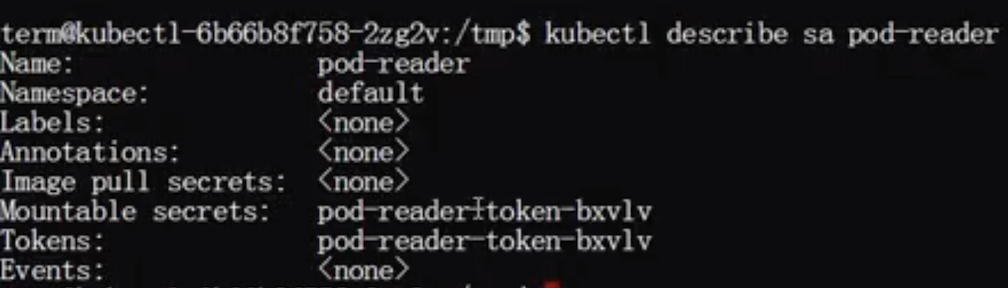 term@kubectl-6b66b8f758-2zg2v:/tmp$ kubectl describe sa pod-reader
Name: pod-reader
Namespace: default
Labels: <none>
Annotations: <none>
Image pull secrets: <none>
Mountable secrets: pod-reader-token-bxvlv
Tokens: pod-reader-token-bxvlv
Events: <none>